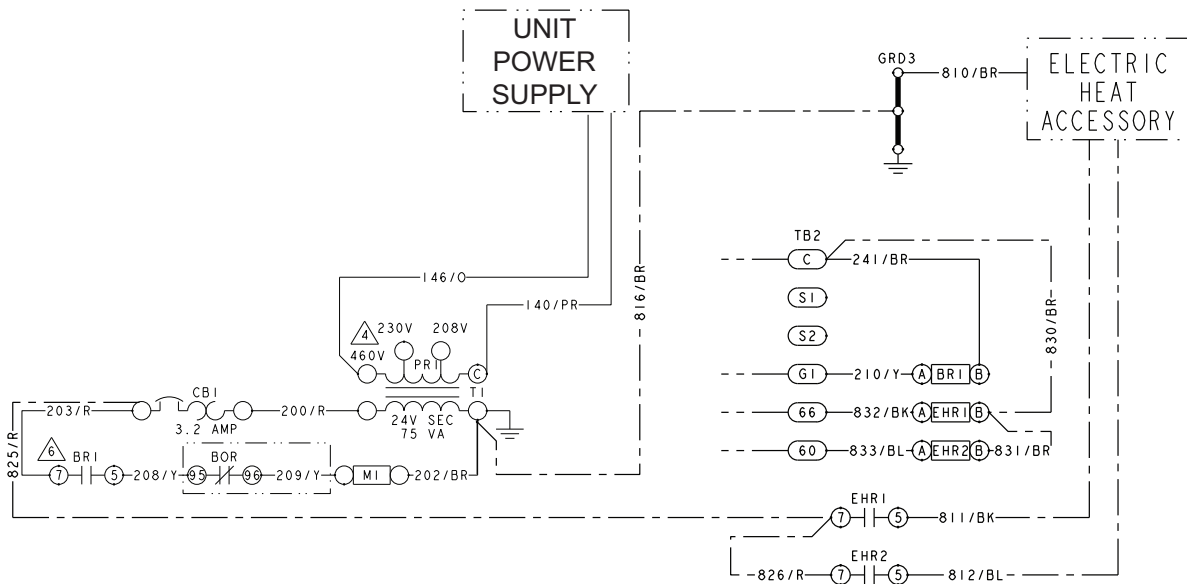 UNIT
POWER
SUPPLY
GRD3
810/BR
ELECTRIC
HEAT
ACCESSORY
TB2
C
241/BR
146/O
816/BR
S1
830/BR
140/PR
4
230V
208V
S2
460V
PR1
C
G1
210/Y
A
BR1
B
T1
CB1
203/R
200/R
24V SEC
66
832/BK
A
EHR1
B
3.2 AMP
75 VA
825/R
6
BR1
BOR
60
833/BL
A
EHR2
B
831/BR
7
5
208/Y
95
96
209/Y
M1
202/BR
EHR1
7
5
811/BK
EHR2
826/R
7
5
812/BL